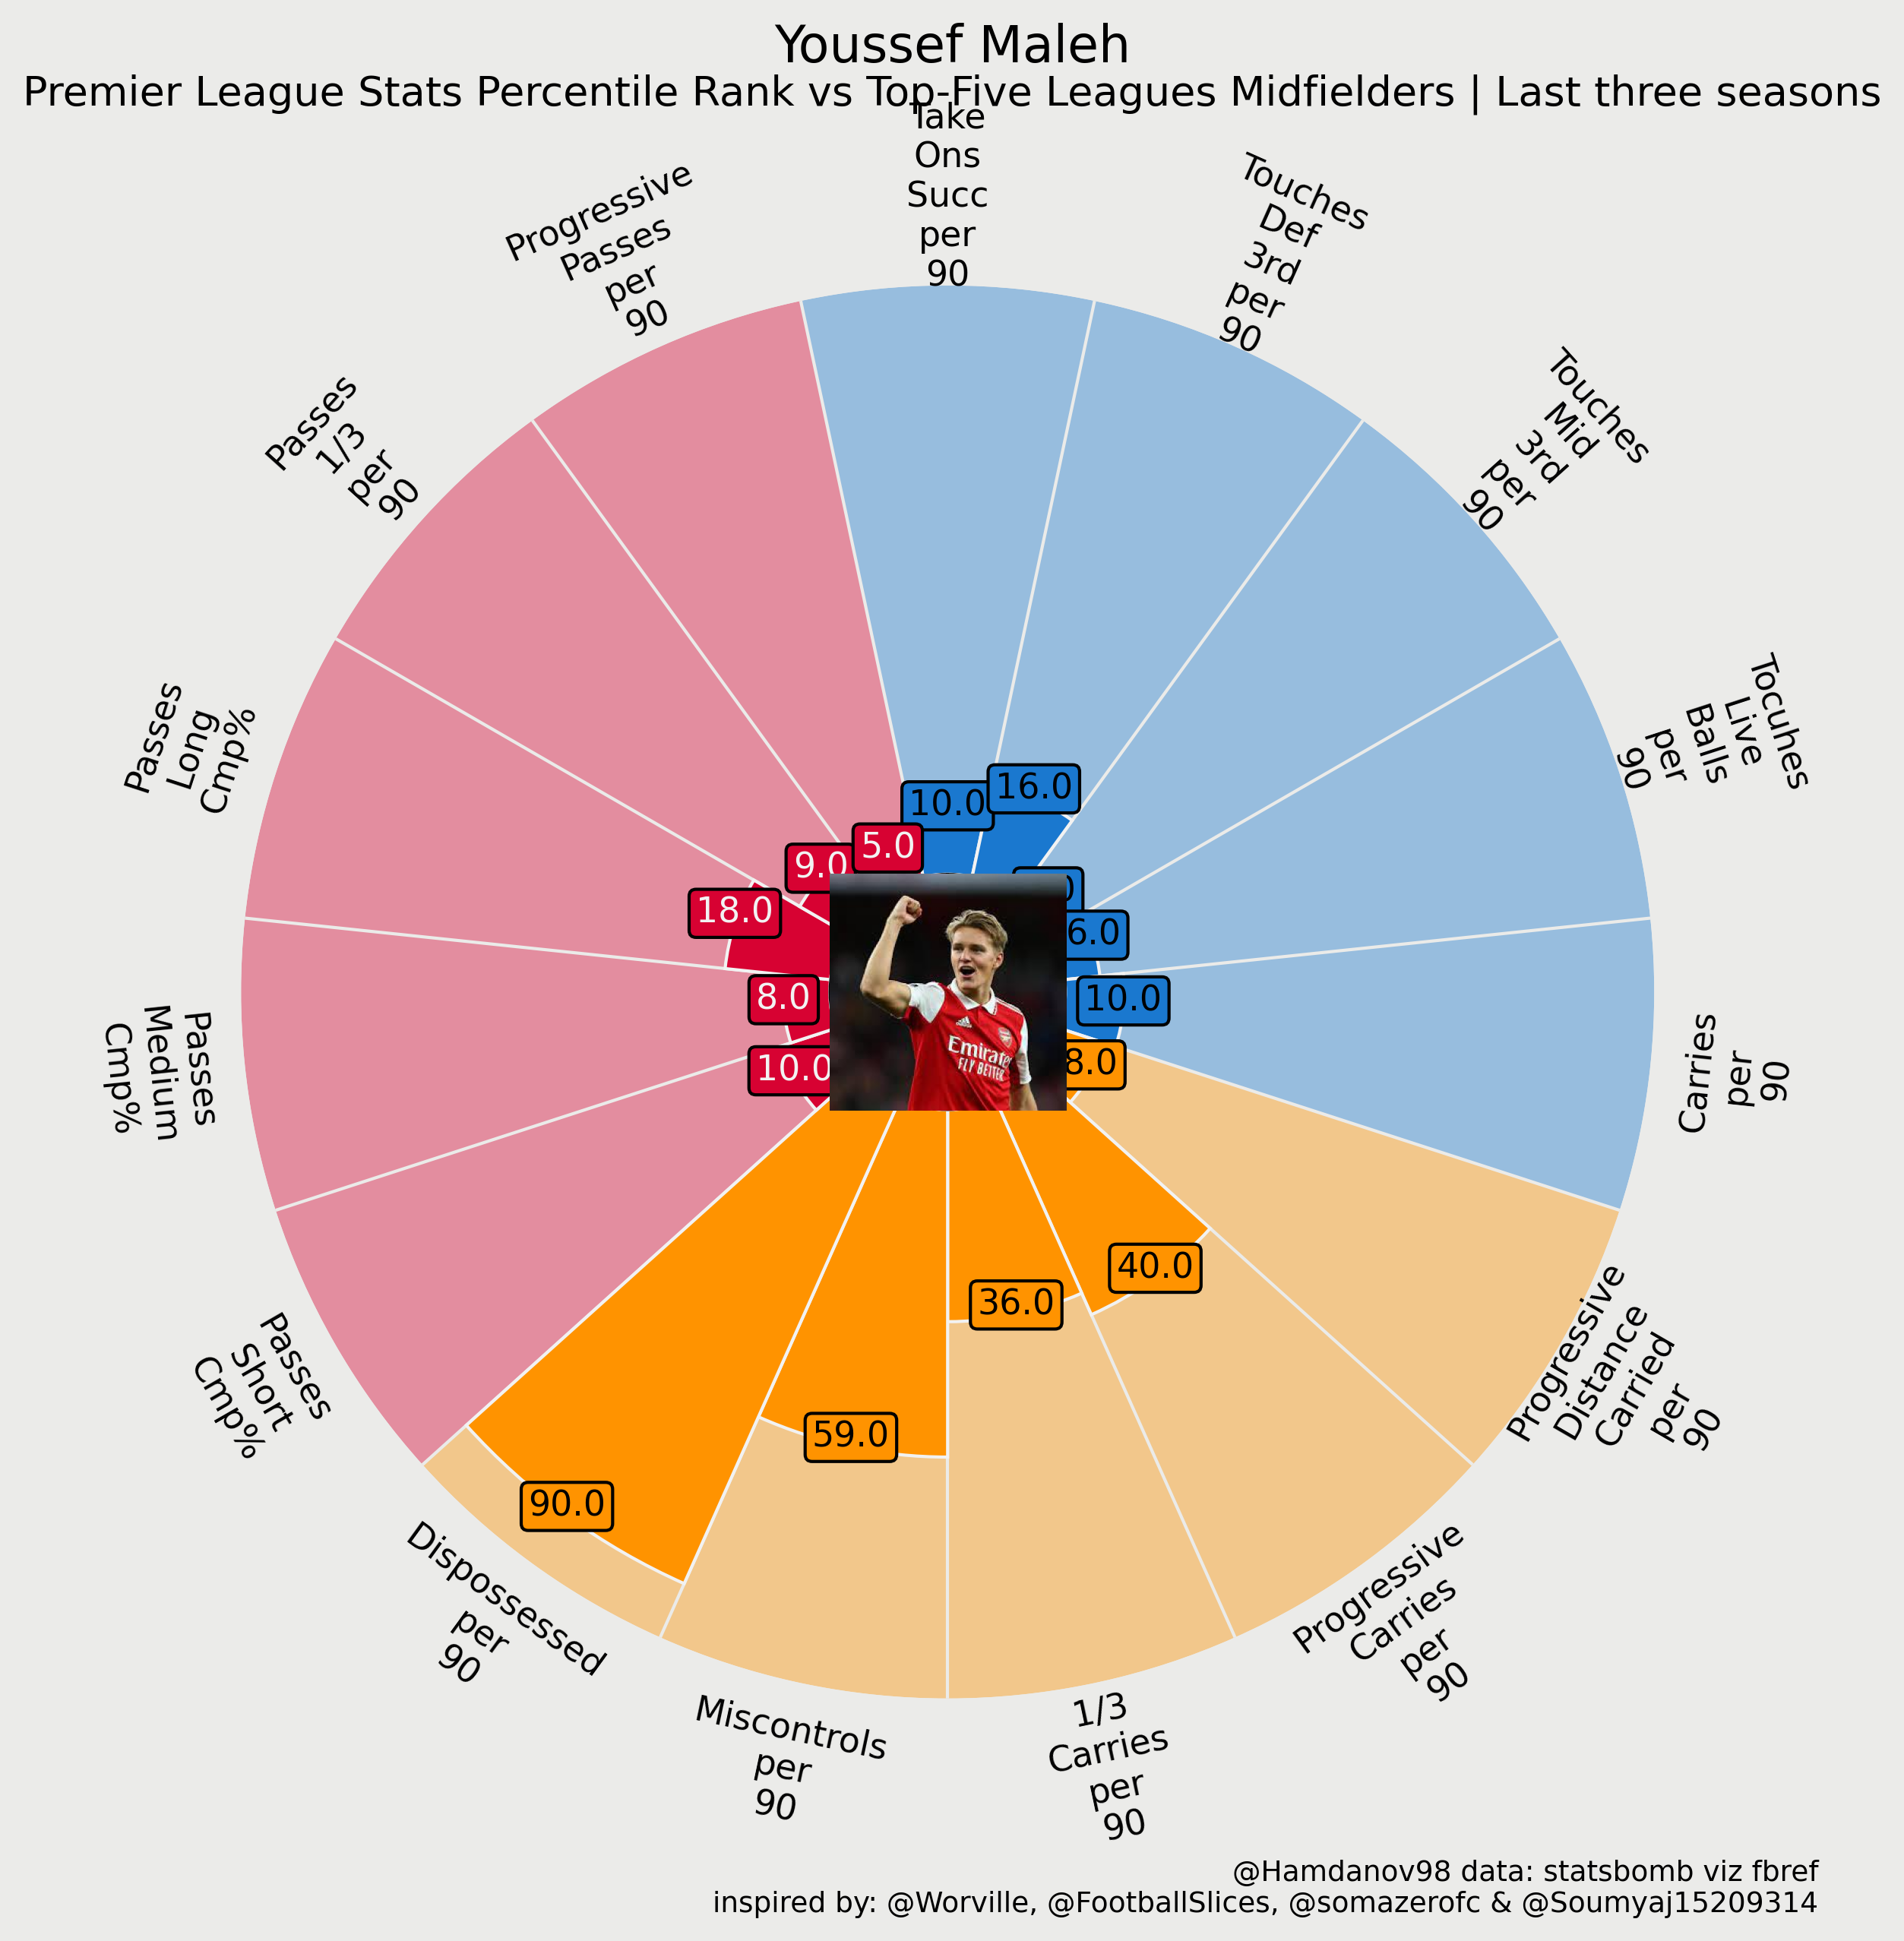 Youssef Maleh
Premier League Stats Percentile Rank vs Top-Five Leagues Midfielders | Last three seasons
Take
Ons
Succ
per
90
Touches
Def
3rd
per
90
Touches
Mid
3rd
per
90
Tocuhes
Live
Balls
per
90
Carries
per
90
Progressive
Distance
Carried
per
90
Progressive
Carries
per
90
1/3
Carries
per
90
Miscontrols
per
90
Dispossessed
per
90
Passes
Short
Cmp%
Passes
Medium
Cmp%
Passes
Long
Cmp%
Passes
1/3
per
90
Progressive
Passes
per
90
10.0
16.0
6.0
10.0
8.0
40.0
36.0
59.0
90.0
10.0
8.0
18.0
9.0
5.0
Emirates
FLY BETTER
@Hamdanov98 data: statsbomb viz fbref
inspired by: @Worville, @FootballSlices, @somazerofc & @Soumyaj15209314